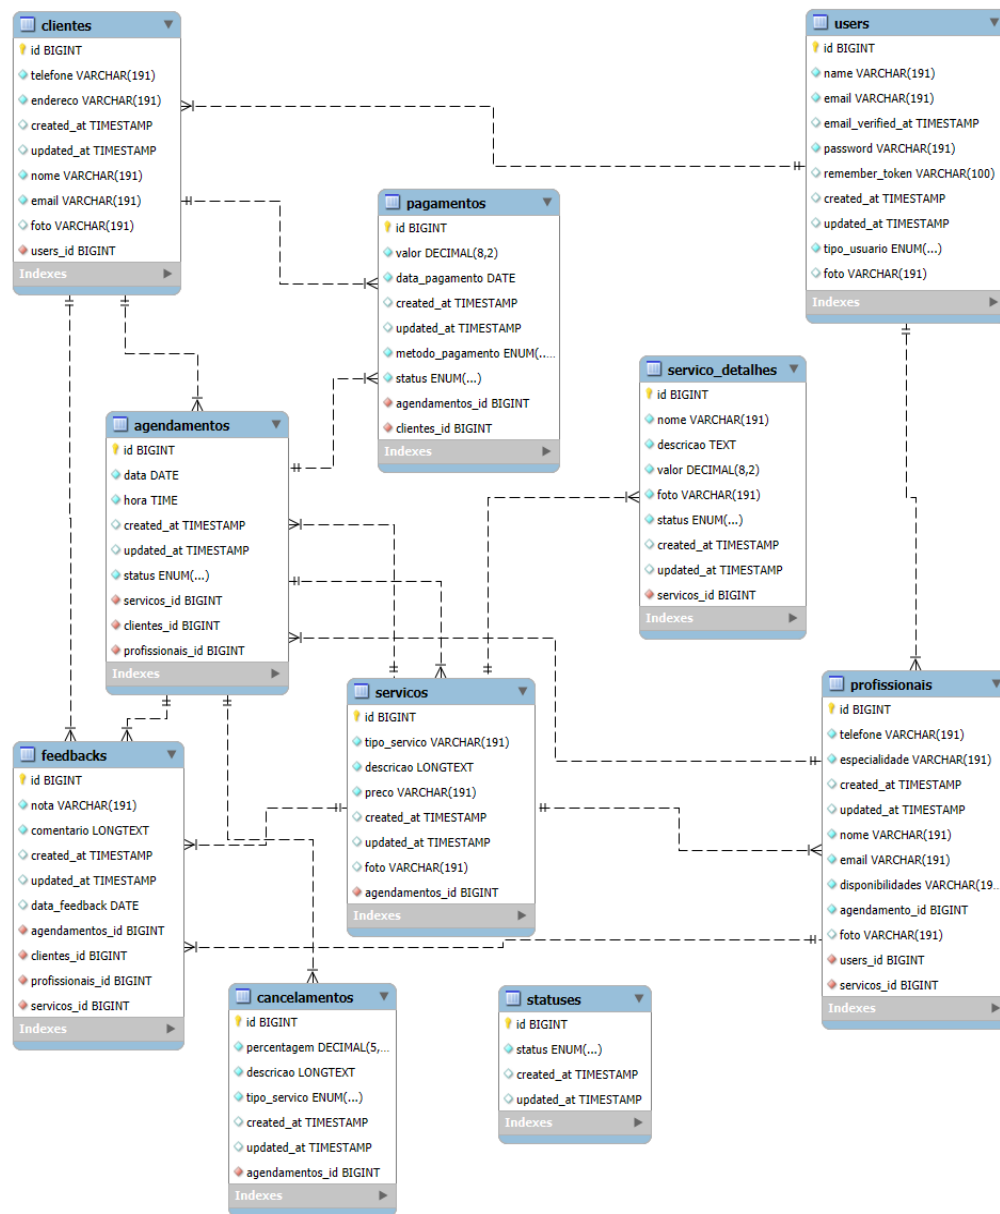 clientes
id BIGINT
telefone VARCHAR(191)
endereco VARCHAR(191)
created_at TIMESTAMP
updated_at TIMESTAMP
nome VARCHAR(191)
email VARCHAR(191)
foto VARCHAR(191)
users_id BIGINT
Indexes
users
id BIGINT
name VARCHAR(191)
email VARCHAR(191)
email_verified_at TIMESTAMP
password VARCHAR(191)
remember_token VARCHAR(100)
created_at TIMESTAMP
updated_at TIMESTAMP
tipo_usuario ENUM(...)
foto VARCHAR(191)
Indexes
pagamentos
id BIGINT
valor DECIMAL(8,2)
data_pagamento DATE
created_at TIMESTAMP
updated_at TIMESTAMP
metodo_pagamento ENUM(.‚...
status ENUM(...)
agendamentos_id BIGINT
clientes_id BIGINT
Indexes
servico_detalhes
id BIGINT
nome VARCHAR(191)
descricao TEXT
valor DECIMAL(8,2)
foto VARCHAR(191)
status ENUM(...)
created_at TIMESTAMP
updated_at TIMESTAMP
servicos_id BIGINT
Indexes
agendamentos
id BIGINT
data DATE
hora TIME
created_at TIMESTAMP
updated_at TIMESTAMP
status ENUM(...)
servicos_id BIGINT
clientes_id BIGINT
profissionais_id BIGINT
Indexes
servicos
id BIGINT
tipo_servico VARCHAR(191)
descricao LONGTEXT
preco VARCHAR(191)
created_at TIMESTAMP
updated_at TIMESTAMP
foto VARCHAR(191)
agendamentos_id BIGINT
Indexes
profissionais
id BIGINT
telefone VARCHAR(191)
especialidade VARCHAR(191)
created_at TIMESTAMP
updated_at TIMESTAMP
nome VARCHAR(191)
email VARCHAR(191)
disponibilidades VARCHAR(19...
agendamento_id BIGINT
foto VARCHAR(191)
users_id BIGINT
servicos_id BIGINT
Indexes
feedbacks
id BIGINT
nota VARCHAR(191)
comentario LONGTEXT
created_at TIMESTAMP
updated_at TIMESTAMP
data_feedback DATE
agendamentos_id BIGINT
clientes_id BIGINT
profissionais_id BIGINT
servicos_id BIGINT
Indexes
cancelamentos
id BIGINT
percentagem DECIMAL(5,...
descricao LONGTEXT
tipo_servico ENUM(...)
created_at TIMESTAMP
updated_at TIMESTAMP
agendamentos_id BIGINT
Indexes
statuses
id BIGINT
status ENUM(...)
created_at TIMESTAMP
updated_at TIMESTAMP
Indexes